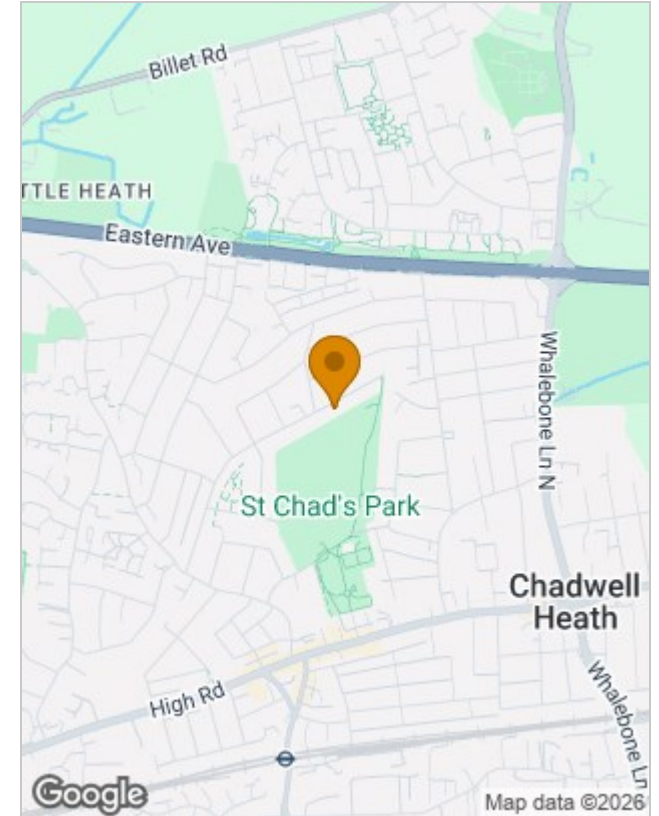 Billet Rd
TTLE HEATH
Eastern Ave
Whalebone Ln N
St Chad's Park
Chadwell
Heath
High Rd
Whalebone Ln
Google
Map data ©2026